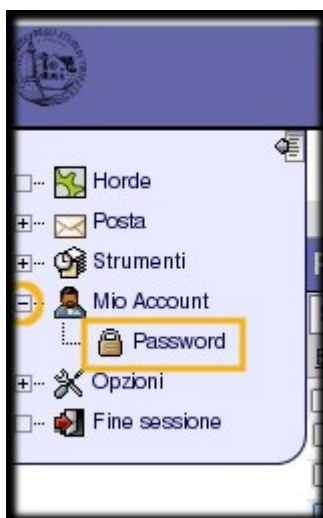 Horde
Posta
Strumenti
Mio Account
Password
Opzioni
Fine sessione